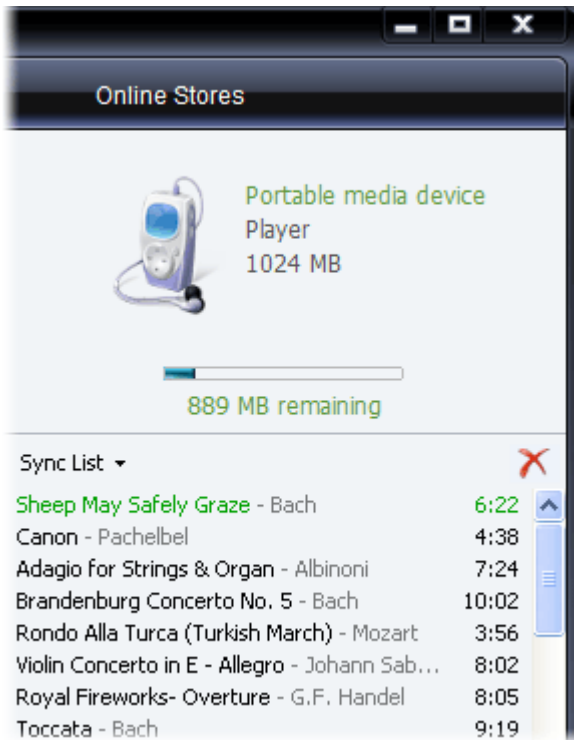 Online Stores
Portable media device
Player
1024 MB
889 MB remaining
Sync List
Sheep May Safely Graze - Bach 6:22
Canon - Pachelbel 4:38
Adagio for Strings & Organ - Albinoni 7:24
Brandenburg Concerto No. 5 - Bach 10:02
Rondo Alla Turca (Turkish March) - Mozart 3:56
Violin Concerto in E - Allegro - Johann Sab... 8:02
Royal Fireworks- Overture - G.F. Handel 8:05
Toccata - Bach 9:19